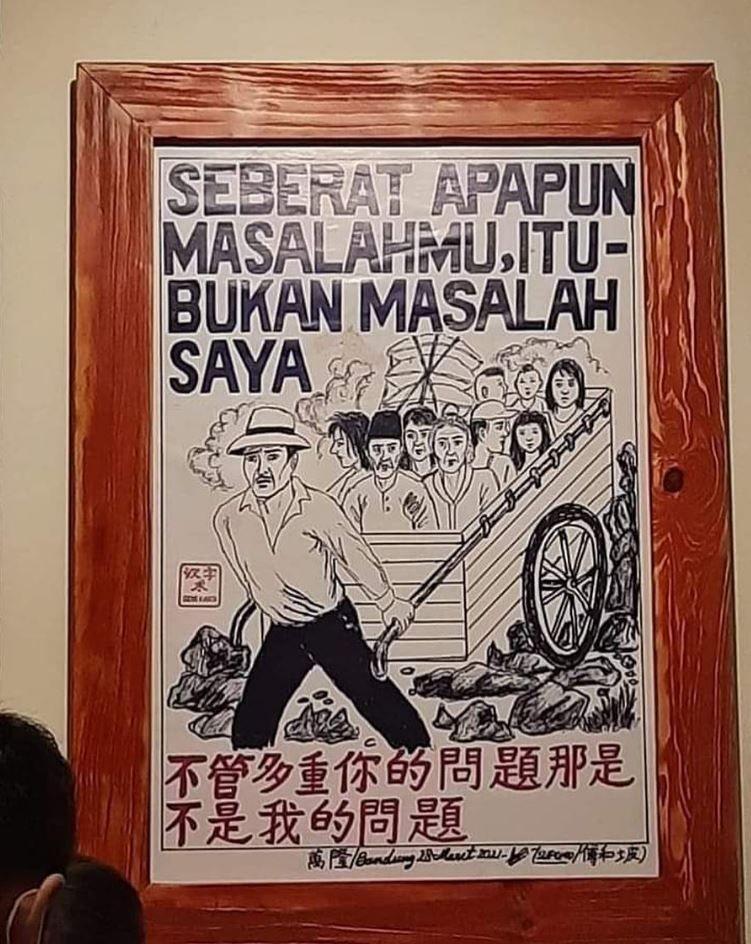 SEBERAT APAPUN
MASALAHMU,ITU-
BUKAN MASALAH
SAYA
不管多重你的問題那是
不是我的問題
萬隆/Bandung 28 Maret 2021-